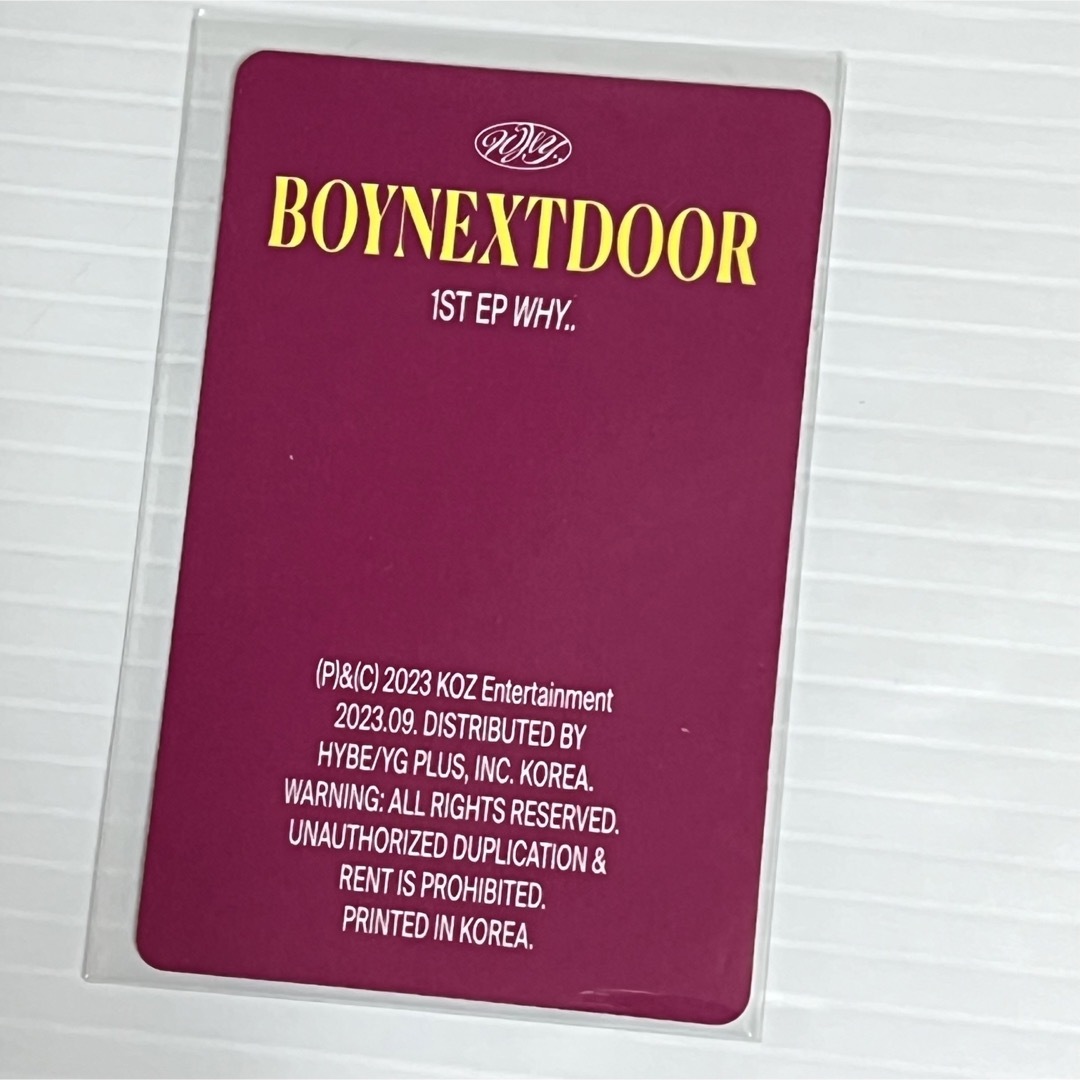 WHY..
BOYNEXTDOOR
1ST EP WHY..
(P)&(C) 2023 KOZ Entertainment
2023.09. DISTRIBUTED BY
HYBE/YG PLUS, INC. KOREA.
WARNING: ALL RIGHTS RESERVED.
UNAUTHORIZED DUPLICATION &
RENT IS PROHIBITED.
PRINTED IN KOREA.